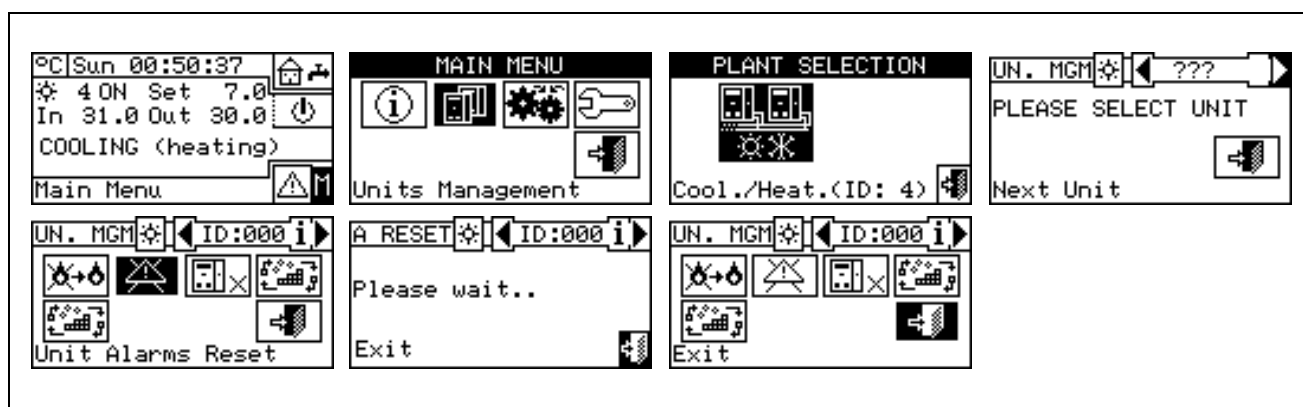 °C Sun 00:50:37
4 ON Set 7.0
In 31.0 Out 30.0
COOLING (heating)
Main Menu M
MAIN MENU
Units Management
PLANT SELECTION
Cool./Heat.(ID: 4)
UN. MGM ???
PLEASE SELECT UNIT
Next Unit
UN. MGM ID:000 i
Unit Alarms Reset
A RESET ID:000 i
Please wait..
Exit
UN. MGM ID:000 i
Exit